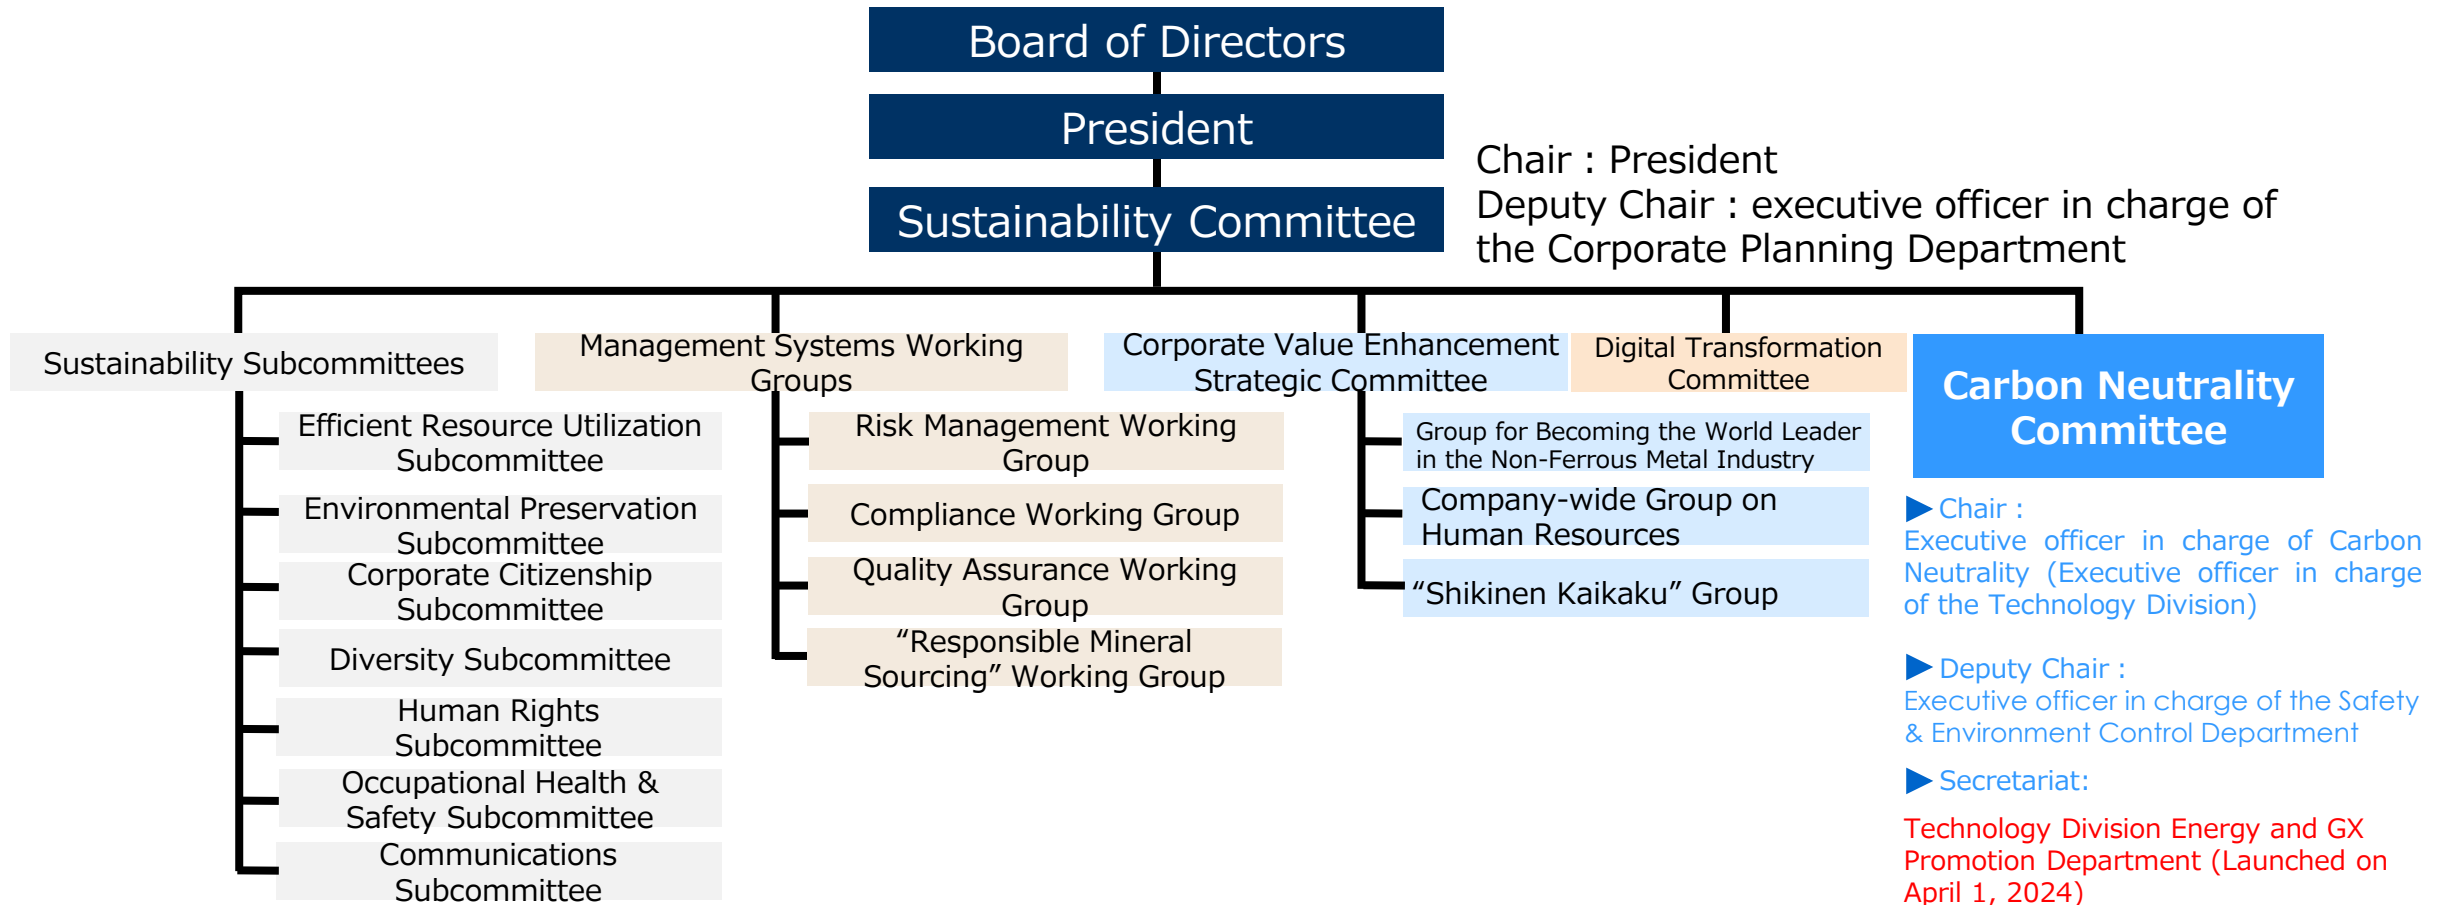 Board of Directors
President
Sustainability Committee
Chair : President
Deputy Chair : executive officer in charge of
the Corporate Planning Department
Sustainability Subcommittees
Efficient Resource Utilization
Subcommittee
Environmental Preservation
Subcommittee
Corporate Citizenship
Subcommittee
Diversity Subcommittee
Human Rights
Subcommittee
Occupational Health &
Safety Subcommittee
Communications
Subcommittee
Management Systems Working
Groups
Risk Management Working
Group
Compliance Working Group
Quality Assurance Working
Group
“Responsible Mineral
Sourcing” Working Group
Corporate Value Enhancement
Strategic Committee
Group for Becoming the World Leader
in the Non-Ferrous Metal Industry
Company-wide Group on
Human Resources
“Shikinen Kaikaku” Group
Digital Transformation
Committee
Carbon Neutrality
Committee
▶Chair :
Executive officer in charge of Carbon
Neutrality (Executive officer in charge
of the Technology Division)
▶Deputy Chair :
Executive officer in charge of the Safety
& Environment Control Department
▶Secretariat:
Technology Division Energy and GX
Promotion Department (Launched on
April 1, 2024)